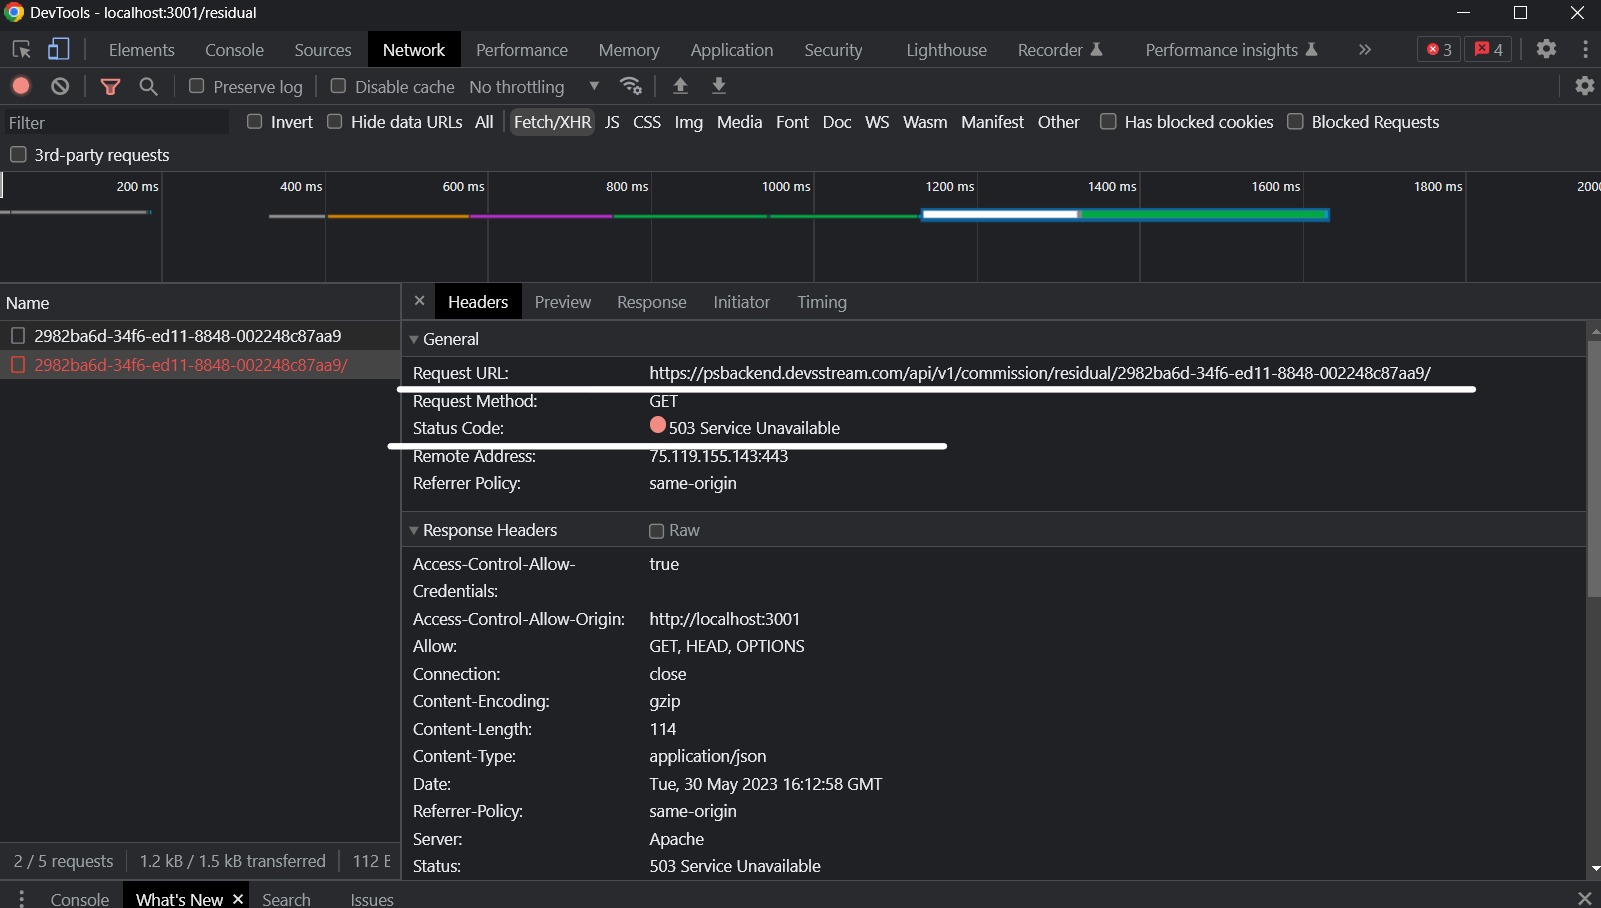 DevTools - localhost:3001/residual
Elements Console Sources Network Performance Memory Application Security Lighthouse Recorder Performance insights 3 4
Preserve log Disable cache No throttling
Filter Invert Hide data URLs All Fetch/XHR JS CSS Img Media Font Doc WS Wasm Manifest Other Has blocked cookies Blocked Requests
3rd-party requests
200 ms 400 ms 600 ms 800 ms 1000 ms 1200 ms 1400 ms 1600 ms 1800 ms 2000
Name
2982ba6d-34f6-ed11-8848-002248c87aa9
2982ba6d-34f6-ed11-8848-002248c87aa9/
2 / 5 requests 1.2 kB / 1.5 kB transferred 112 B
Headers Preview Response Initiator Timing
General
Request URL: https://psbackend.devsstream.com/api/v1/commission/residual/2982ba6d-34f6-ed11-8848-002248c87aa9/
Request Method: GET
Status Code: 503 Service Unavailable
Remote Address: 75.119.155.143:443
Referrer Policy: same-origin
Response Headers Raw
Access-Control-Allow- true
Credentials:
Access-Control-Allow-Origin: http://localhost:3001
Allow: GET, HEAD, OPTIONS
Connection: close
Content-Encoding: gzip
Content-Length: 114
Content-Type: application/json
Date: Tue, 30 May 2023 16:12:58 GMT
Referrer-Policy: same-origin
Server: Apache
Status: 503 Service Unavailable
Console What's New Search Issues